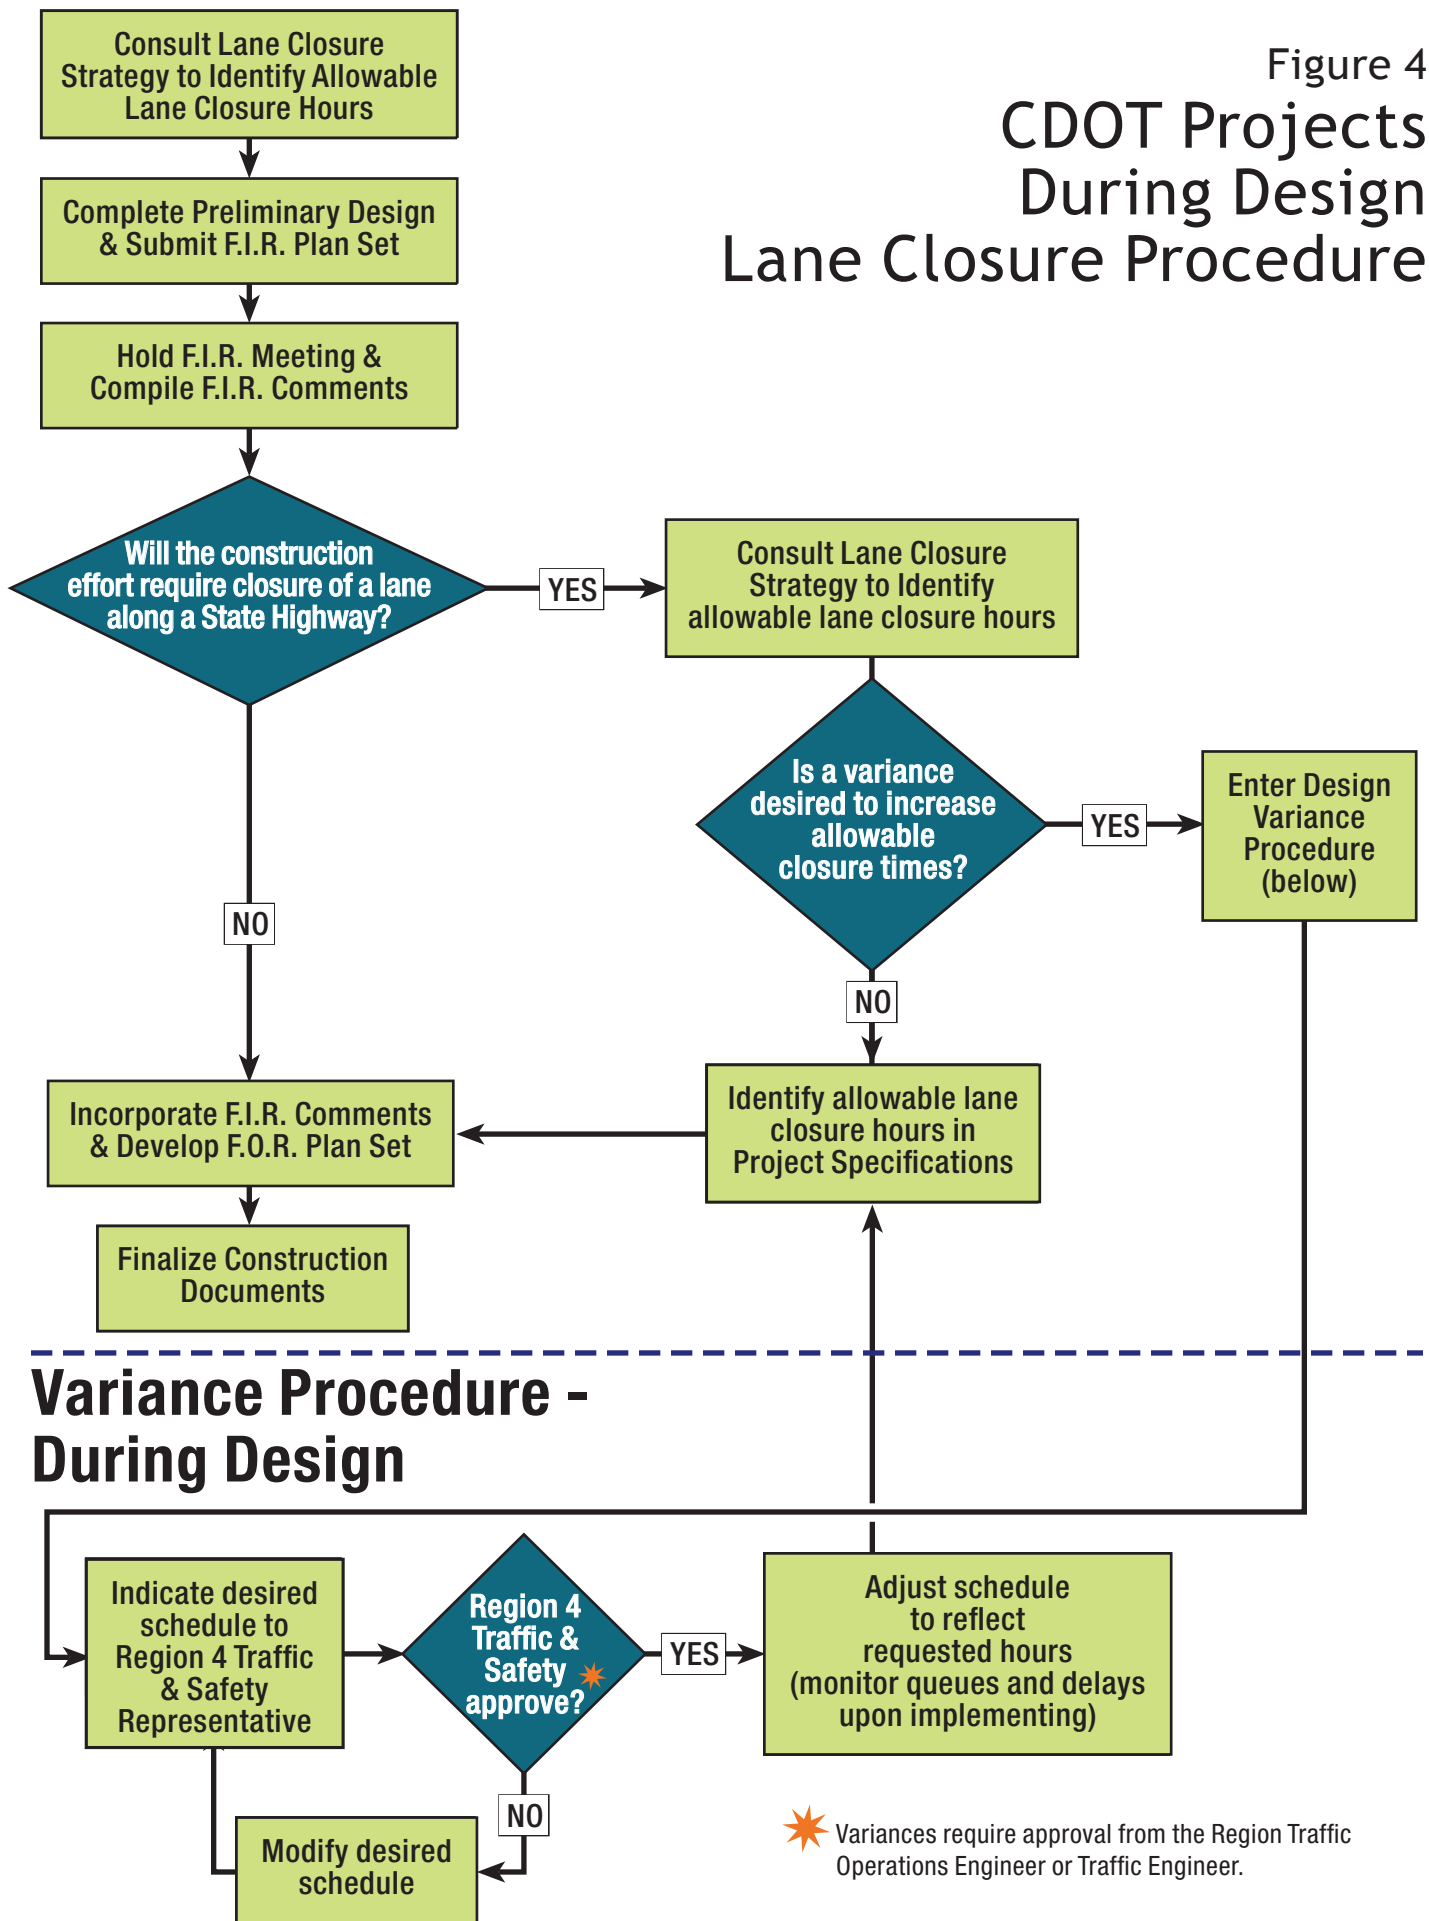 Figure 4
CDOT Projects
During Design
Lane Closure Procedure
Consult Lane Closure
Strategy to Identify Allowable
Lane Closure Hours
Complete Preliminary Design
& Submit F.I.R. Plan Set
Hold F.I.R. Meeting &
Compile F.I.R. Comments
Will the construction
effort require closure of a lane
along a State Highway?
YES
Consult Lane Closure
Strategy to Identify
allowable lane closure hours
Is a variance
desired to increase
allowable
closure times?
YES
Enter Design
Variance
Procedure
(below)
NO
NO
Identify allowable lane
closure hours in
Project Specifications
Incorporate F.I.R. Comments
& Develop F.O.R. Plan Set
Finalize Construction
Documents
Variance Procedure -
During Design
Indicate desired
schedule to
Region 4 Traffic
& Safety
Representative
Region 4
Traffic &
Safety
approve?
YES
Adjust schedule
to reflect
requested hours
(monitor queues and delays
upon implementing)
NO
Modify desired
schedule
Variances require approval from the Region Traffic
Operations Engineer or Traffic Engineer.